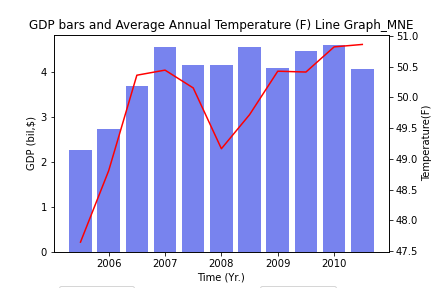 GDP bars and Average Annual Temperature (F) Line Graph_MNE
GDP (bil,$)
4
3
2
1
0
51.0
50.5
50.0
49.5
49.0
48.5
48.0
47.5
Temperature(F)
2006 2007 2008 2009 2010
Time (Yr.)